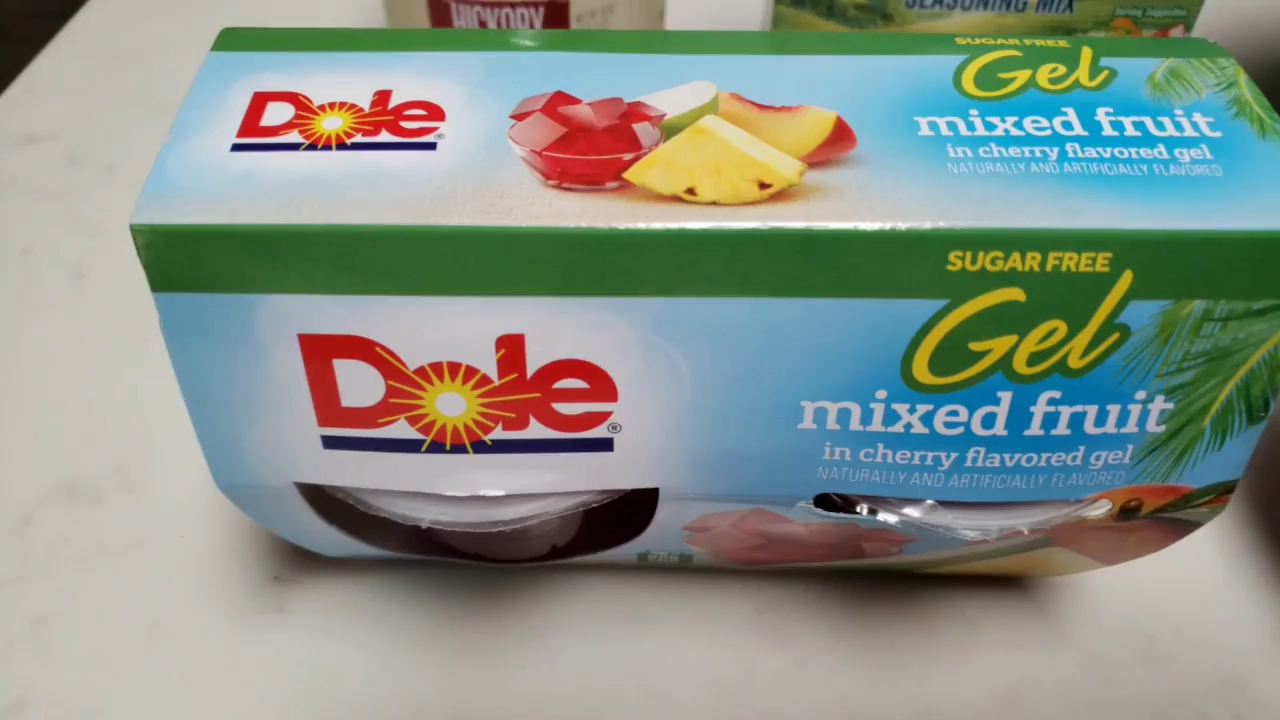 HICKORY
SEASONING MIX
SUGAR FREE
Gel
Dole®
mixed fruit
in cherry flavored gel
NATURALLY AND ARTIFICIALLY FLAVORED
SUGAR FREE
Gel
Dole®
mixed fruit
in cherry flavored gel
NATURALLY AND ARTIFICIALLY FLAVORED